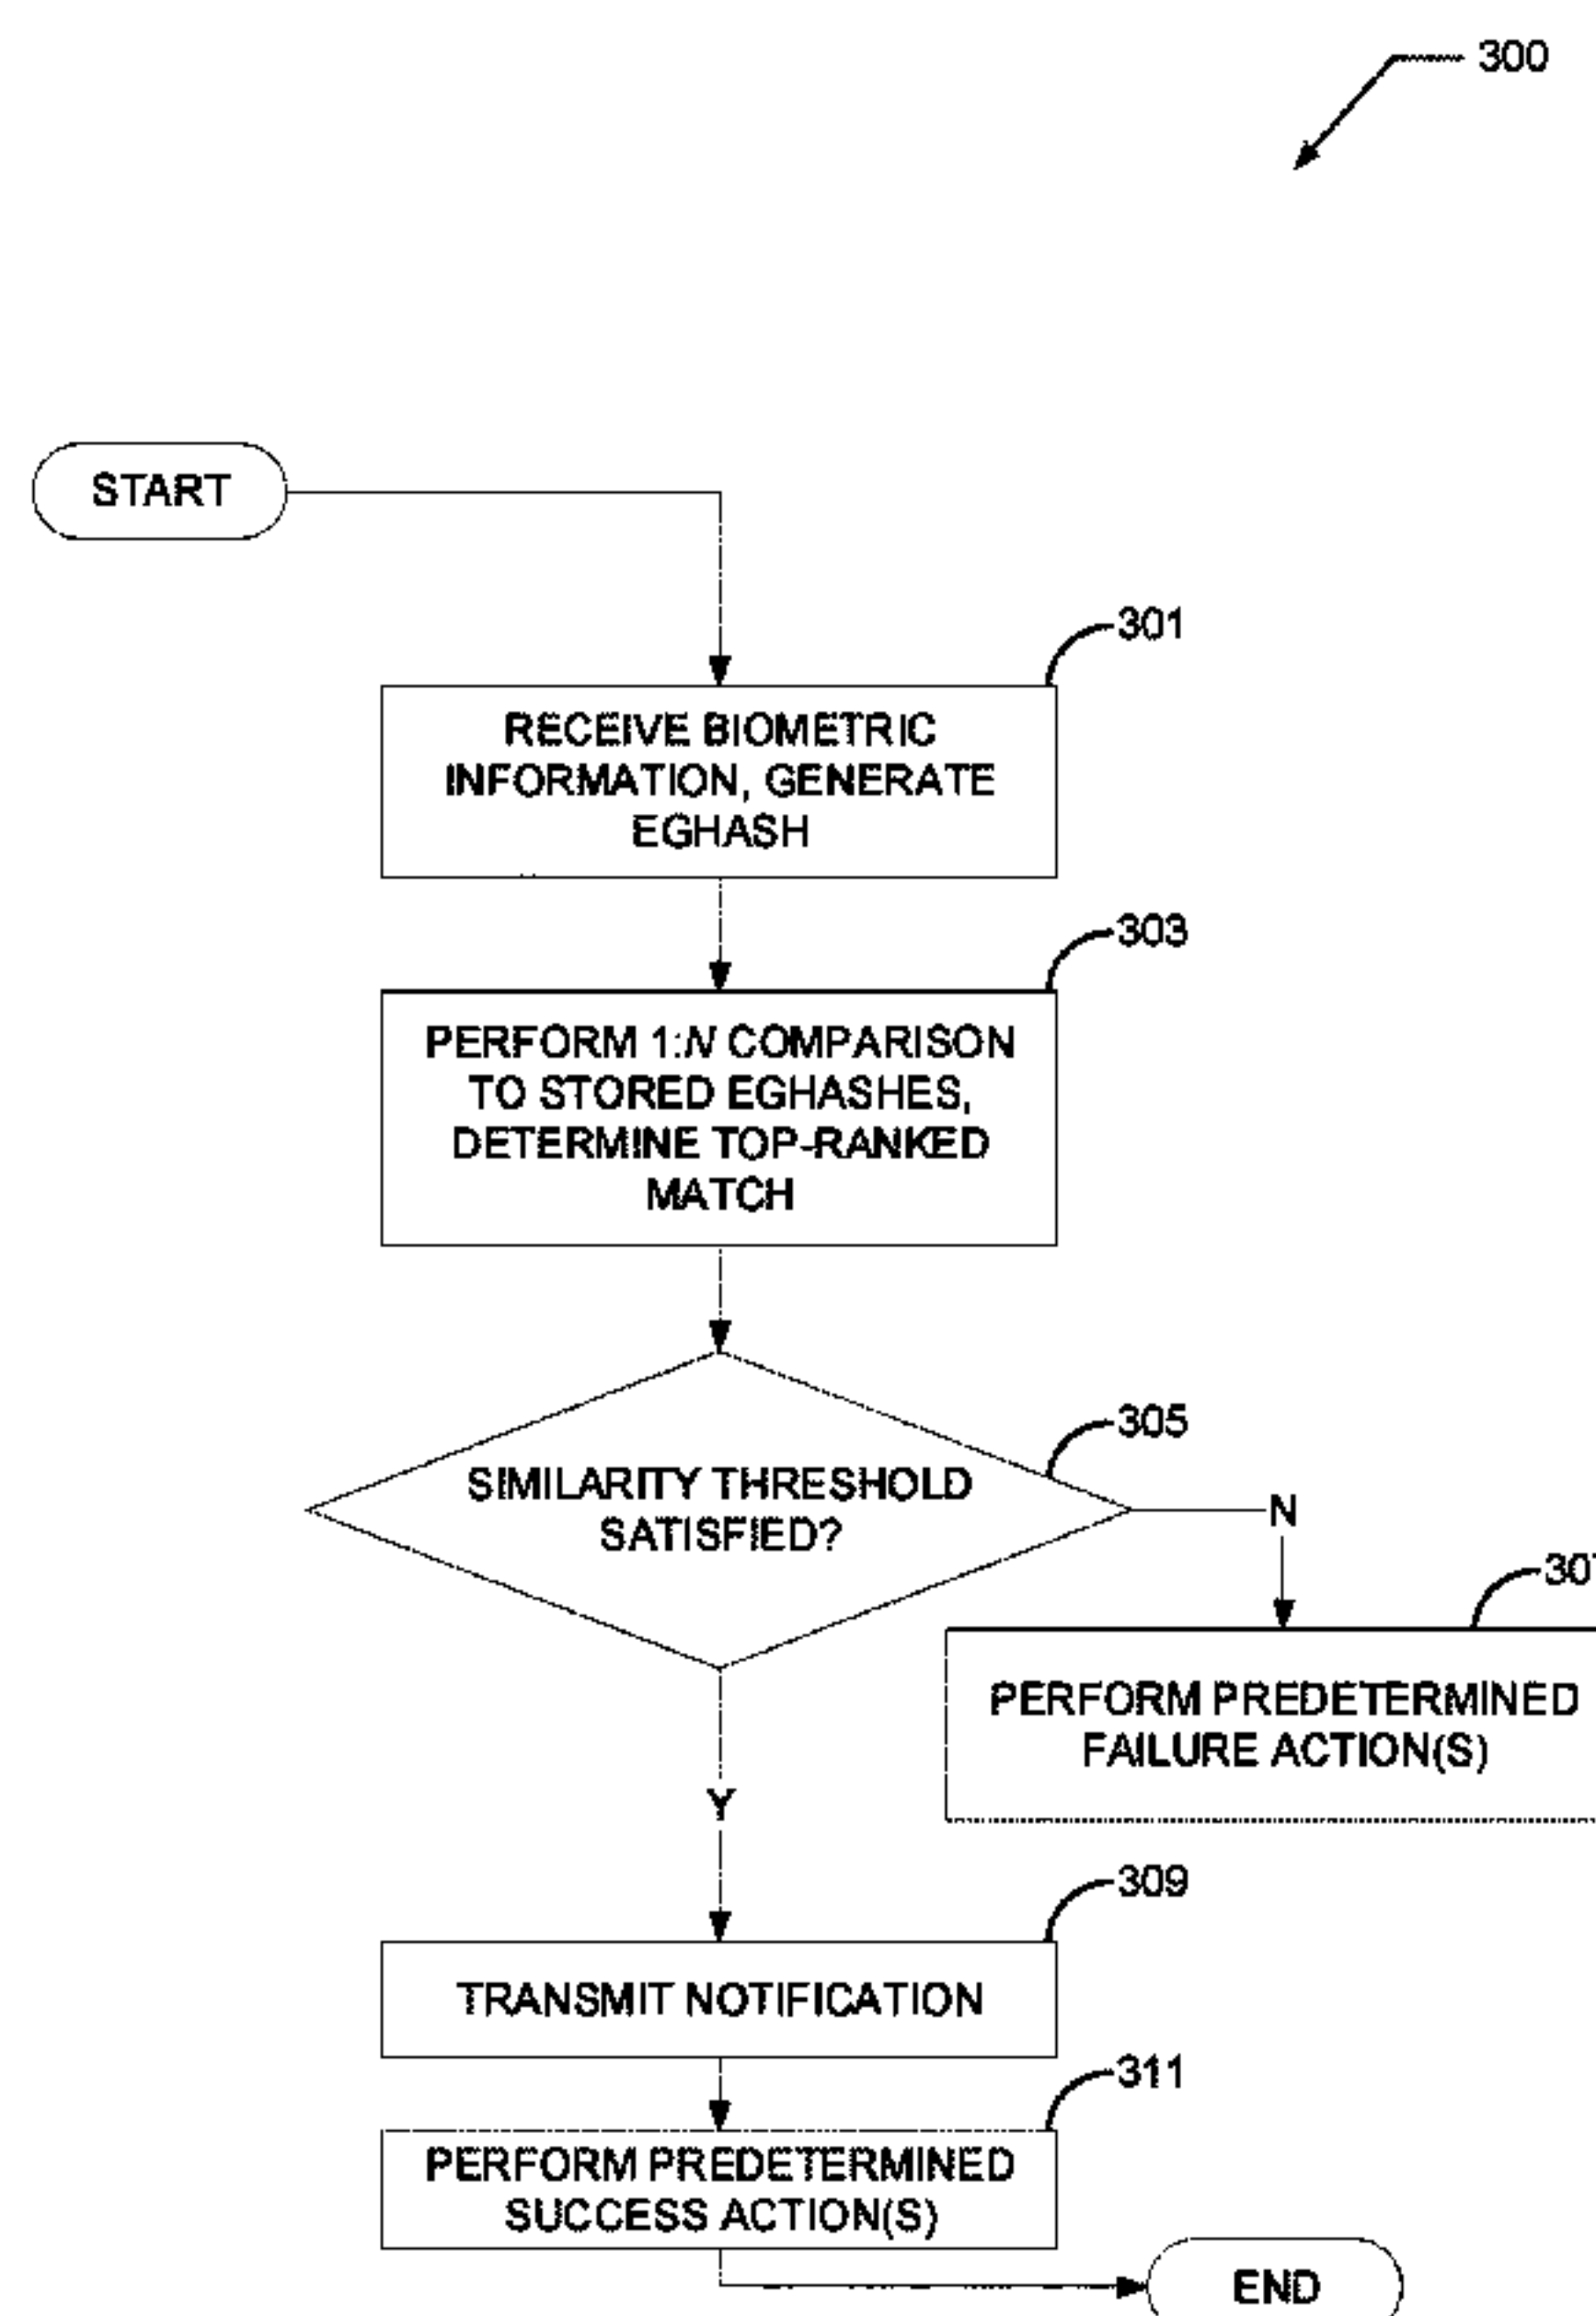 300
START
301
RECEIVE BIOMETRIC
INFORMATION, GENERATE
EGHASH
303
PERFORM 1:N COMPARISON
TO STORED EGHASHES,
DETERMINE TOP-RANKED
MATCH
305
SIMILARITY THRESHOLD
SATISFIED?
N
PERFORM PREDETERMINED
FAILURE ACTION(S)
Y
309
TRANSMIT NOTIFICATION
311
PERFORM PREDETERMINED
SUCCESS ACTION(S)
END